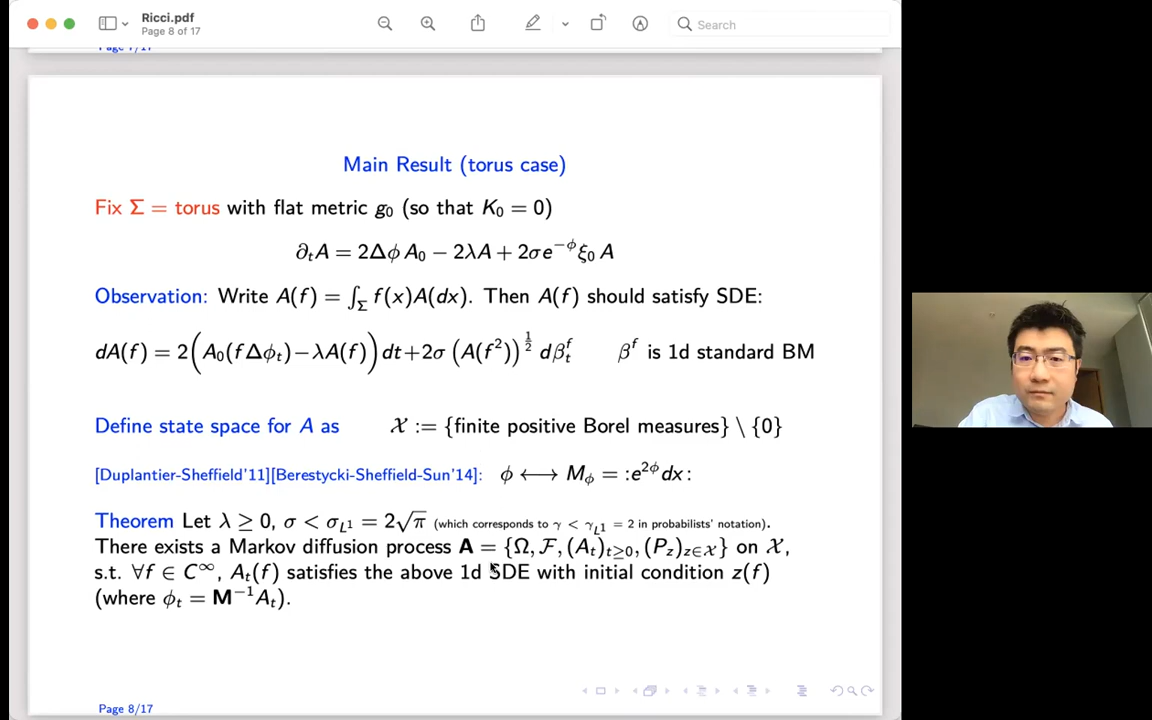 Ricci.pdf
Page 8 of 17
Search
Page 7/17
Main Result (torus case)
Fix Σ = torus with flat metric g₀ (so that K₀ = 0)
∂ₜA = 2Δϕ A₀ − 2λA + 2σe^{−ϕ}ξ₀ A
Observation: Write A(f) = ∫_Σ f(x)A(dx). Then A(f) should satisfy SDE:
dA(f) = 2(A₀(fΔϕₜ)−λA(f))dt+2σ (A(f²))^{1/2} dβₜ^f β^f is 1d standard BM
Define state space for A as 𝒳 := {finite positive Borel measures} \ {0}
[Duplantier-Sheffield'11][Berestycki-Sheffield-Sun'14]: ϕ ⟷ M_ϕ = :e^{2ϕ}dx:
Theorem Let λ ≥ 0, σ < σ_{L¹} = 2√π (which corresponds to γ < γ_{L¹} = 2 in probabilists' notation).
There exists a Markov diffusion process 𝐀 = {Ω, ℱ, (Aₜ)_{t≥0}, (P_z)_{z∈𝒳}} on 𝒳,
s.t. ∀f ∈ C^∞, Aₜ(f) satisfies the above 1d SDE with initial condition z(f)
(where ϕₜ = 𝐌⁻¹Aₜ).
Page 8/17